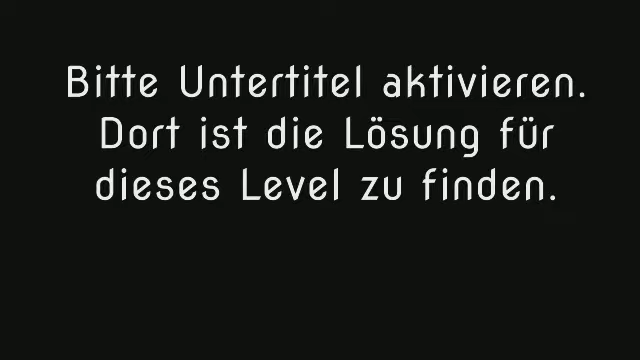 Bitte Untertitel aktivieren.
Dort ist die Lösung für
dieses Level zu finden.